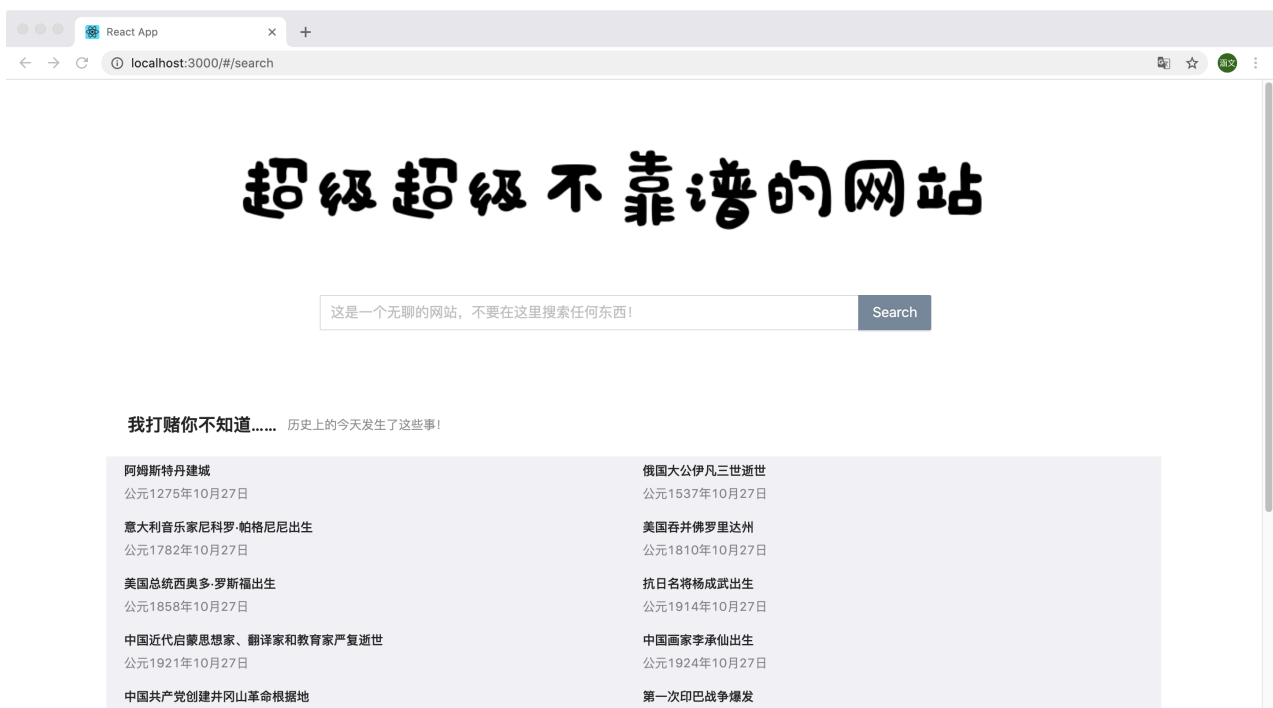 React App
localhost:3000/#/search
涵文
超级超级不靠谱的网站
这是一个无聊的网站，不要在这里搜索任何东西！
Search
我打赌你不知道…… 历史上的今天发生了这些事！
阿姆斯特丹建城
公元1275年10月27日
俄国大公伊凡三世逝世
公元1537年10月27日
意大利音乐家尼科罗·帕格尼尼出生
公元1782年10月27日
美国吞并佛罗里达州
公元1810年10月27日
美国总统西奥多·罗斯福出生
公元1858年10月27日
抗日名将杨成武出生
公元1914年10月27日
中国近代启蒙思想家、翻译家和教育家严复逝世
公元1921年10月27日
中国画家李承仙出生
公元1924年10月27日
中国共产党创建井冈山革命根据地
第一次印巴战争爆发